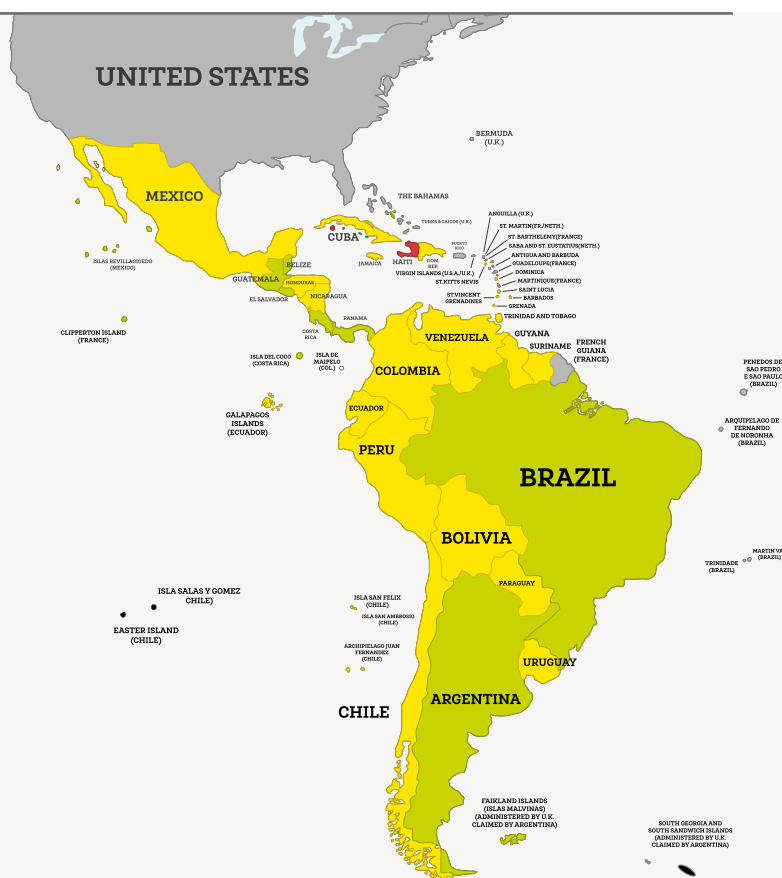 UNITED STATES
BERMUDA
(U.K.)
MEXICO
THE BAHAMAS
ANGUILLA (U.K.)
TURKS & CAICOS (U.K.)
ST. MARTIN(FR./NETH.)
CUBA
PUERTO
RICO
ST. BARTHELEMY(FRANCE)
SABA AND ST. EUSTATIUS(NETH.)
ISLAS REVILLAGIGEDO
(MEXICO)
BELIZE
JAMAICA
HAITI
DOM.
REP.
ANTIGUA AND BARBUDA
GUADELOUPE(FRANCE)
VIRGIN ISLANDS (U.S.A./U.K.)
DOMINICA
GUATEMALA
HONDURAS
ST.KITTS NEVIS
MARTINIQUE(FRANCE)
SAINT LUCIA
EL SALVADOR
NICARAGUA
ST.VINCENT
GRENADINES
BARBADOS
GRENADA
TRINIDAD AND TOBAGO
PANAMA
COSTA
RICA
CLIPPERTON ISLAND
(FRANCE)
VENEZUELA
GUYANA
SURINAME
FRENCH
GUIANA
(FRANCE)
ISLA DEL COCO
(COSTA RICA)
ISLA DE
MAIPELO
(COL.)
COLOMBIA
PENEDOS DE
SAO PEDRO
E SAO PAULO
(BRAZIL)
GALAPAGOS
ISLANDS
(ECUADOR)
ECUADOR
ARQUIPELAGO DE
FERNANDO
DE NORONHA
(BRAZIL)
PERU
BRAZIL
BOLIVIA
MARTIN VA
(BRAZIL)
TRINIDADE
(BRAZIL)
PARAGUAY
ISLA SALAS Y GOMEZ
CHILE)
ISLA SAN FELIX
(CHILE)
ISLA SAN AMBROSIO
(CHILE)
EASTER ISLAND
(CHILE)
ARCHIPIELAGO JUAN
FERNANDEZ
(CHILE)
URUGUAY
ARGENTINA
CHILE
FAIKLAND ISLANDS
(ISLAS MALVINAS)
(ADMINISTERED BY U.K.
CLAIMED BY ARGENTINA)
SOUTH GEORGIA AND
SOUTH SANDWICH ISLANDS
(ADMINISTERED BY U.K.
CLAIMED BY ARGENTINA)